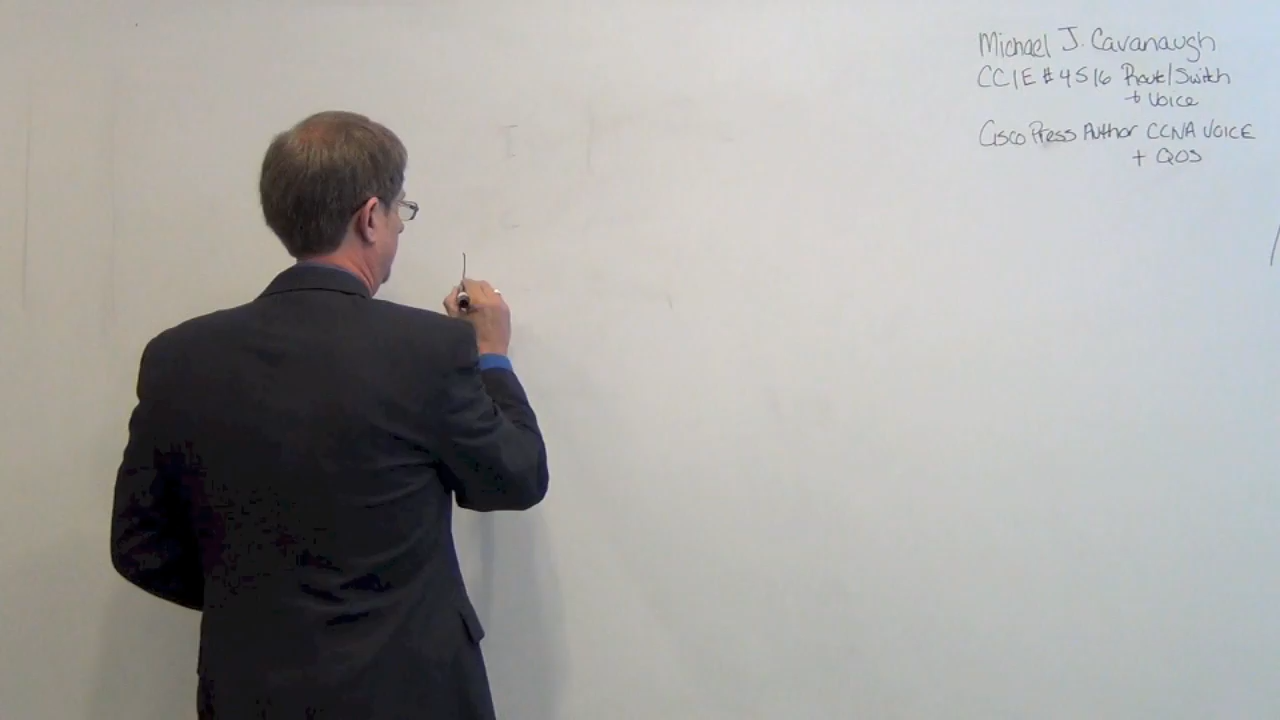 Michael J. Cavanaugh
CCIE #4516 Route/Switch
+ Voice
Cisco Press Author CCNA VOICE
+ QOS